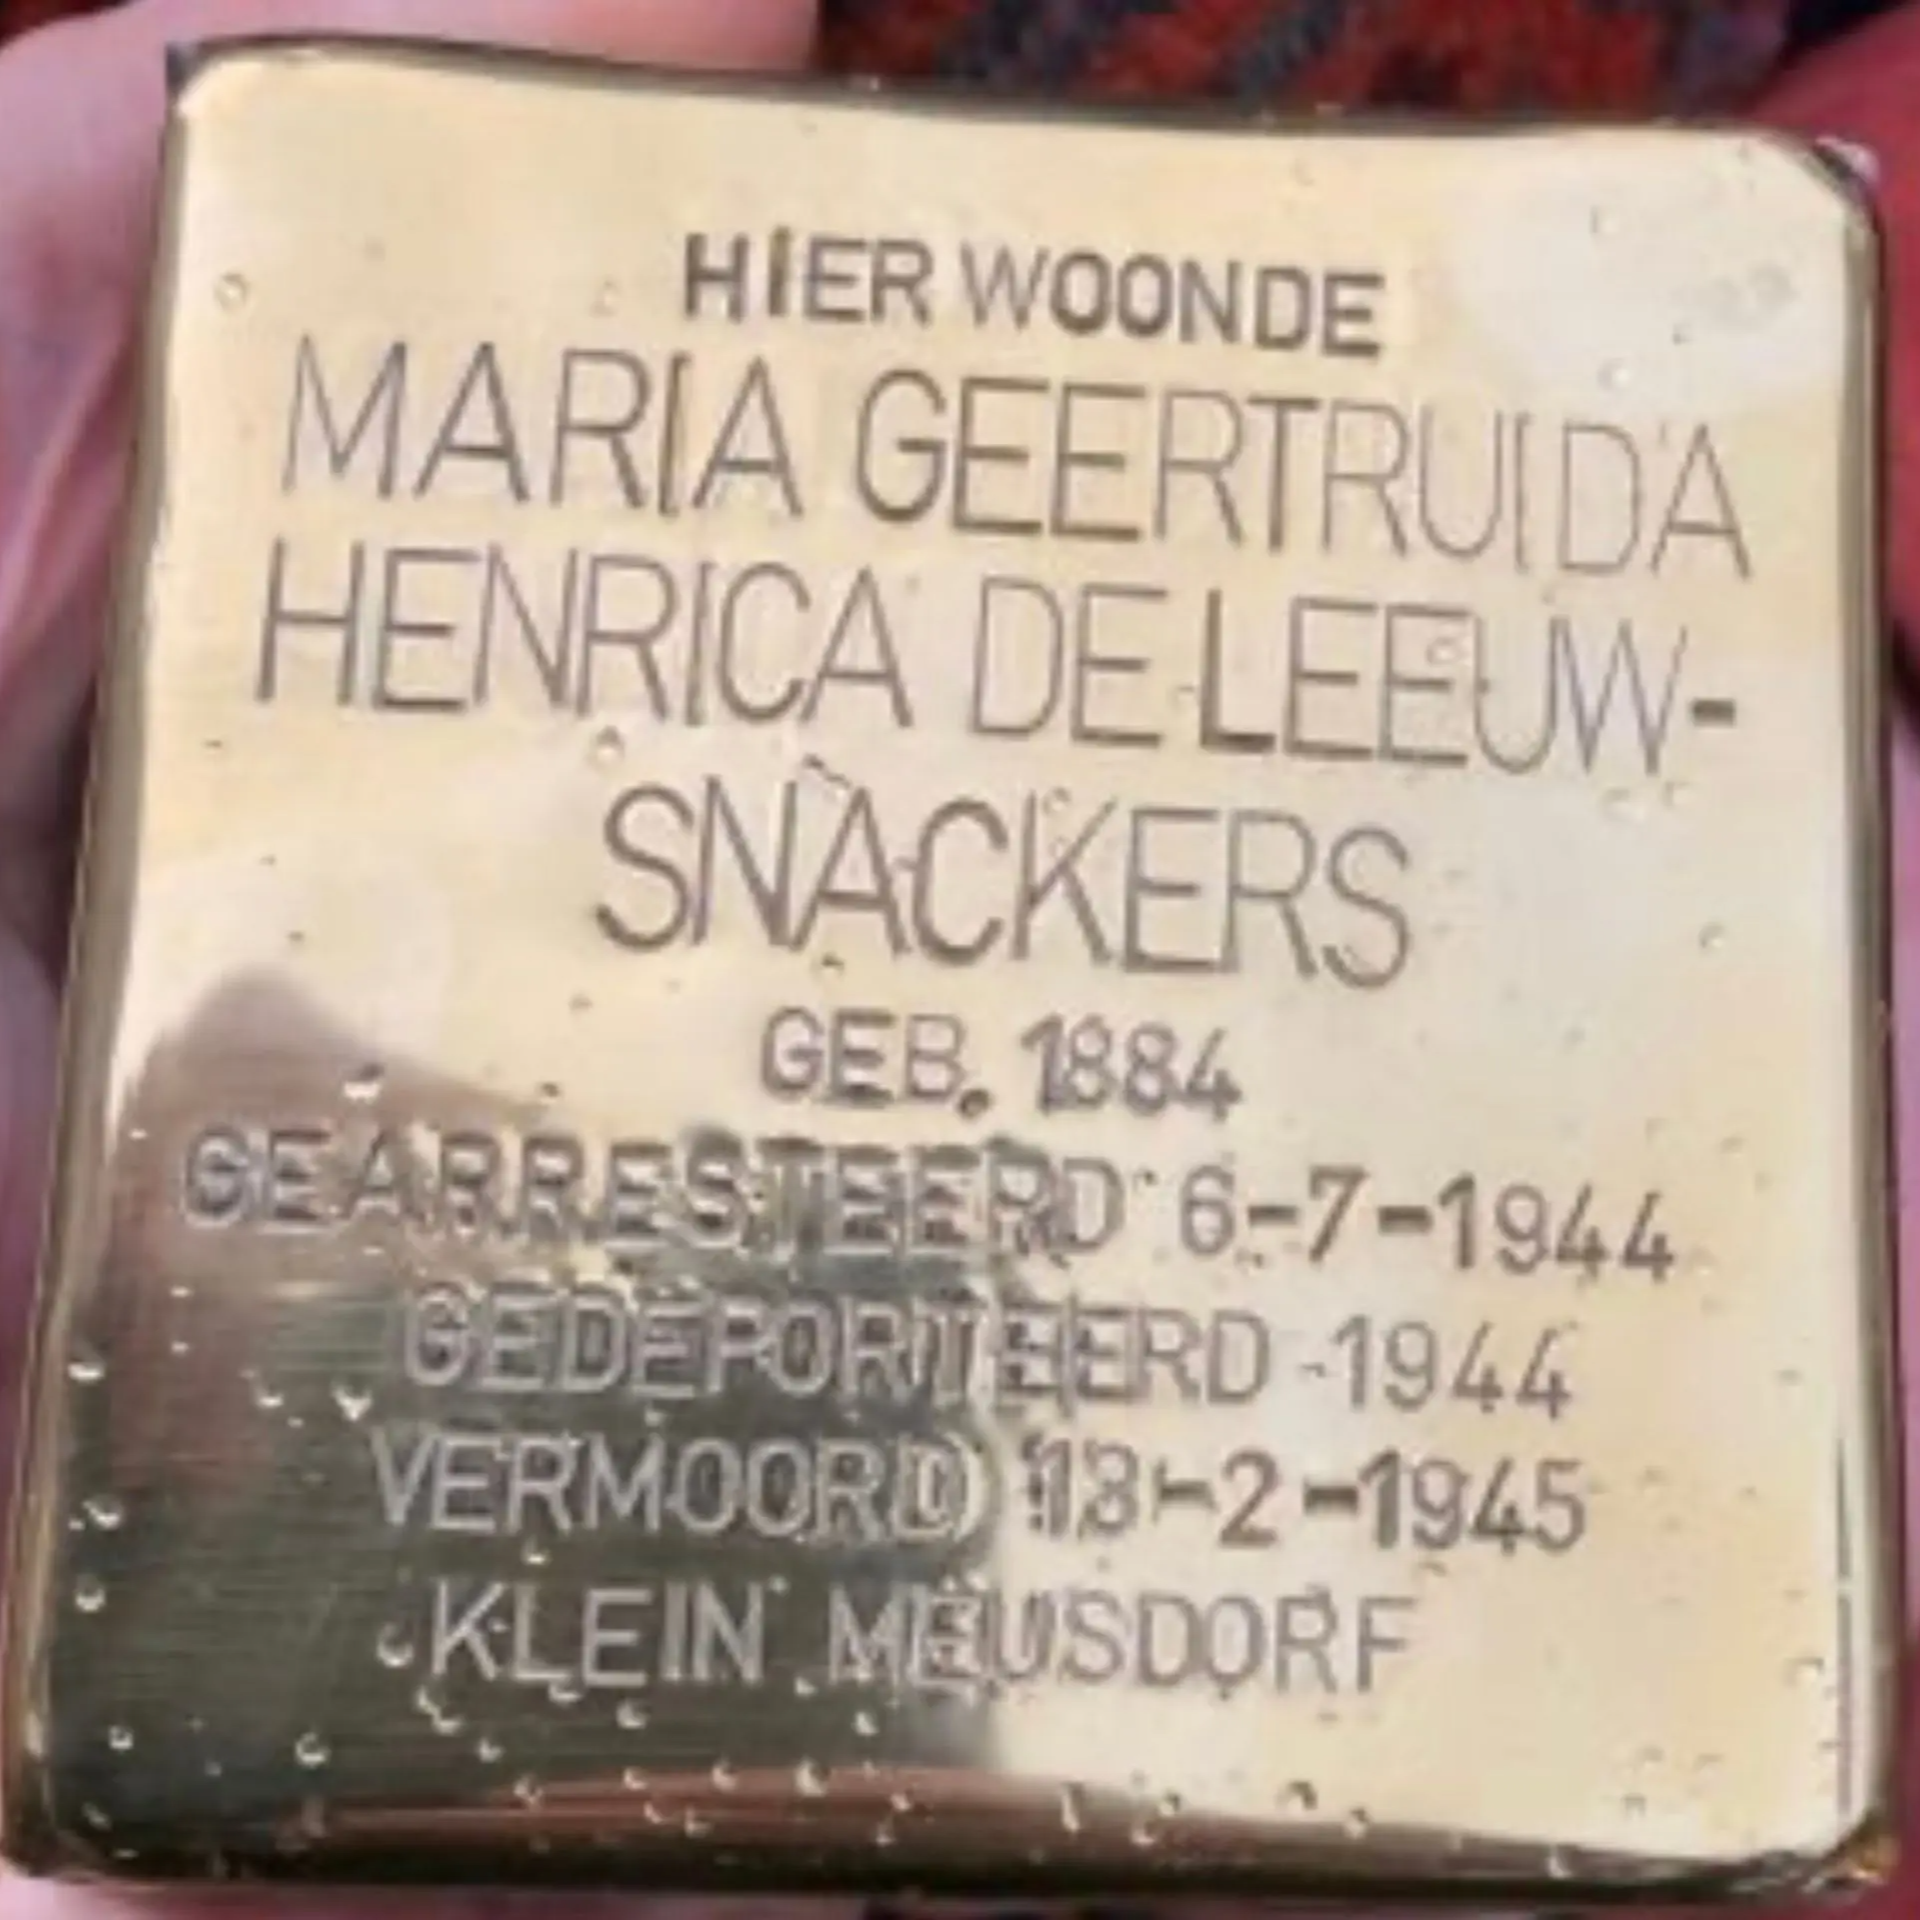 HIER WOONDE
MARIA GEERTRUIDA
HENRICA DE LEEUW-
SNACKERS
GEB. 1884
GEARRESTEERD 6-7-1944
GEDEPORTEERD 1944
VERMOORD 13-2-1945
KLEIN MEUSDORF